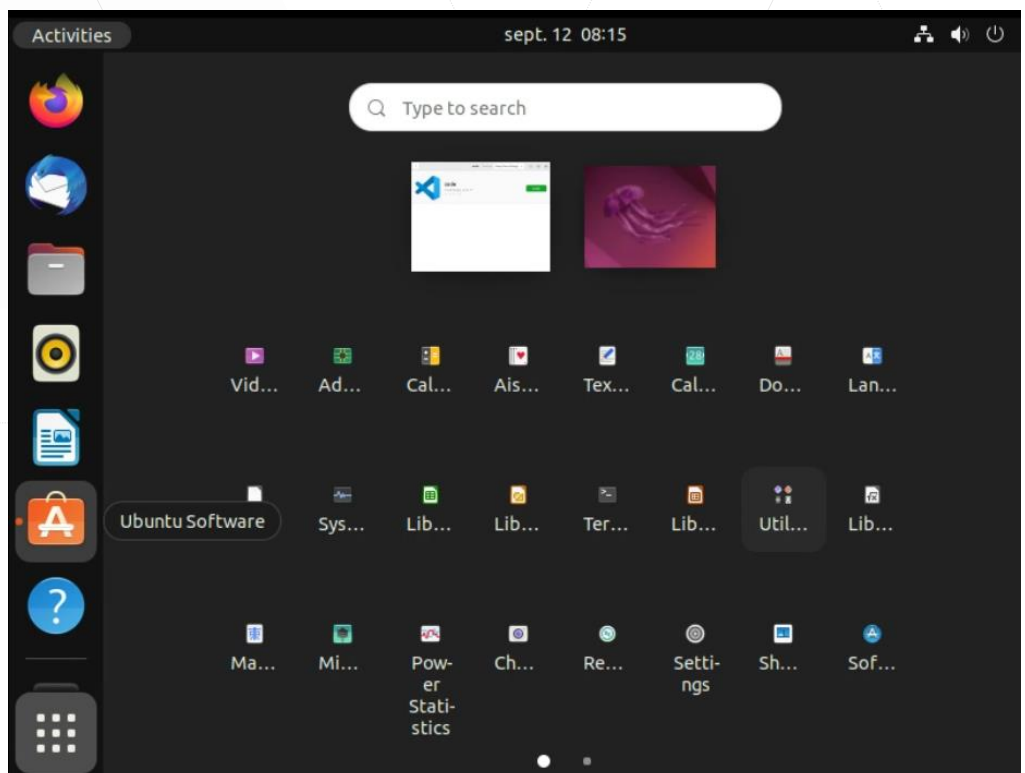 Activities
sept. 12 08:15
Type to search
code
Vid...
Ad...
Cal...
Ais...
Tex...
Cal...
Do...
Lan...
Ubuntu Software
Sys...
Lib...
Lib...
Ter...
Lib...
Util...
Lib...
Ma...
Mi...
Pow-
er
Stati-
stics
Ch...
Re...
Setti-
ngs
Sh...
Sof...